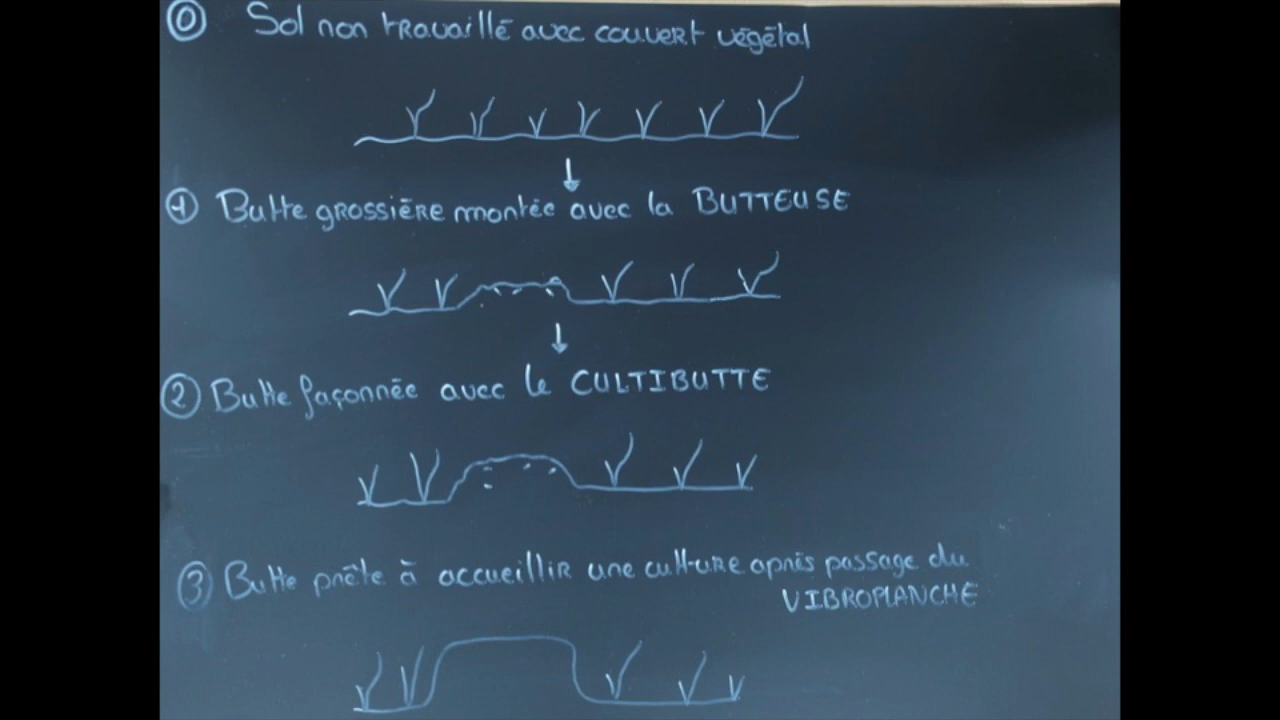 0 Sol non travaillé avec couvert végétal
1 Butte grossière montée avec la BUTTEUSE
2 Butte façonnée avec le CULTIBUTTE
3 Butte prête à accueillir une culture après passage du
VIBROPLANCHE